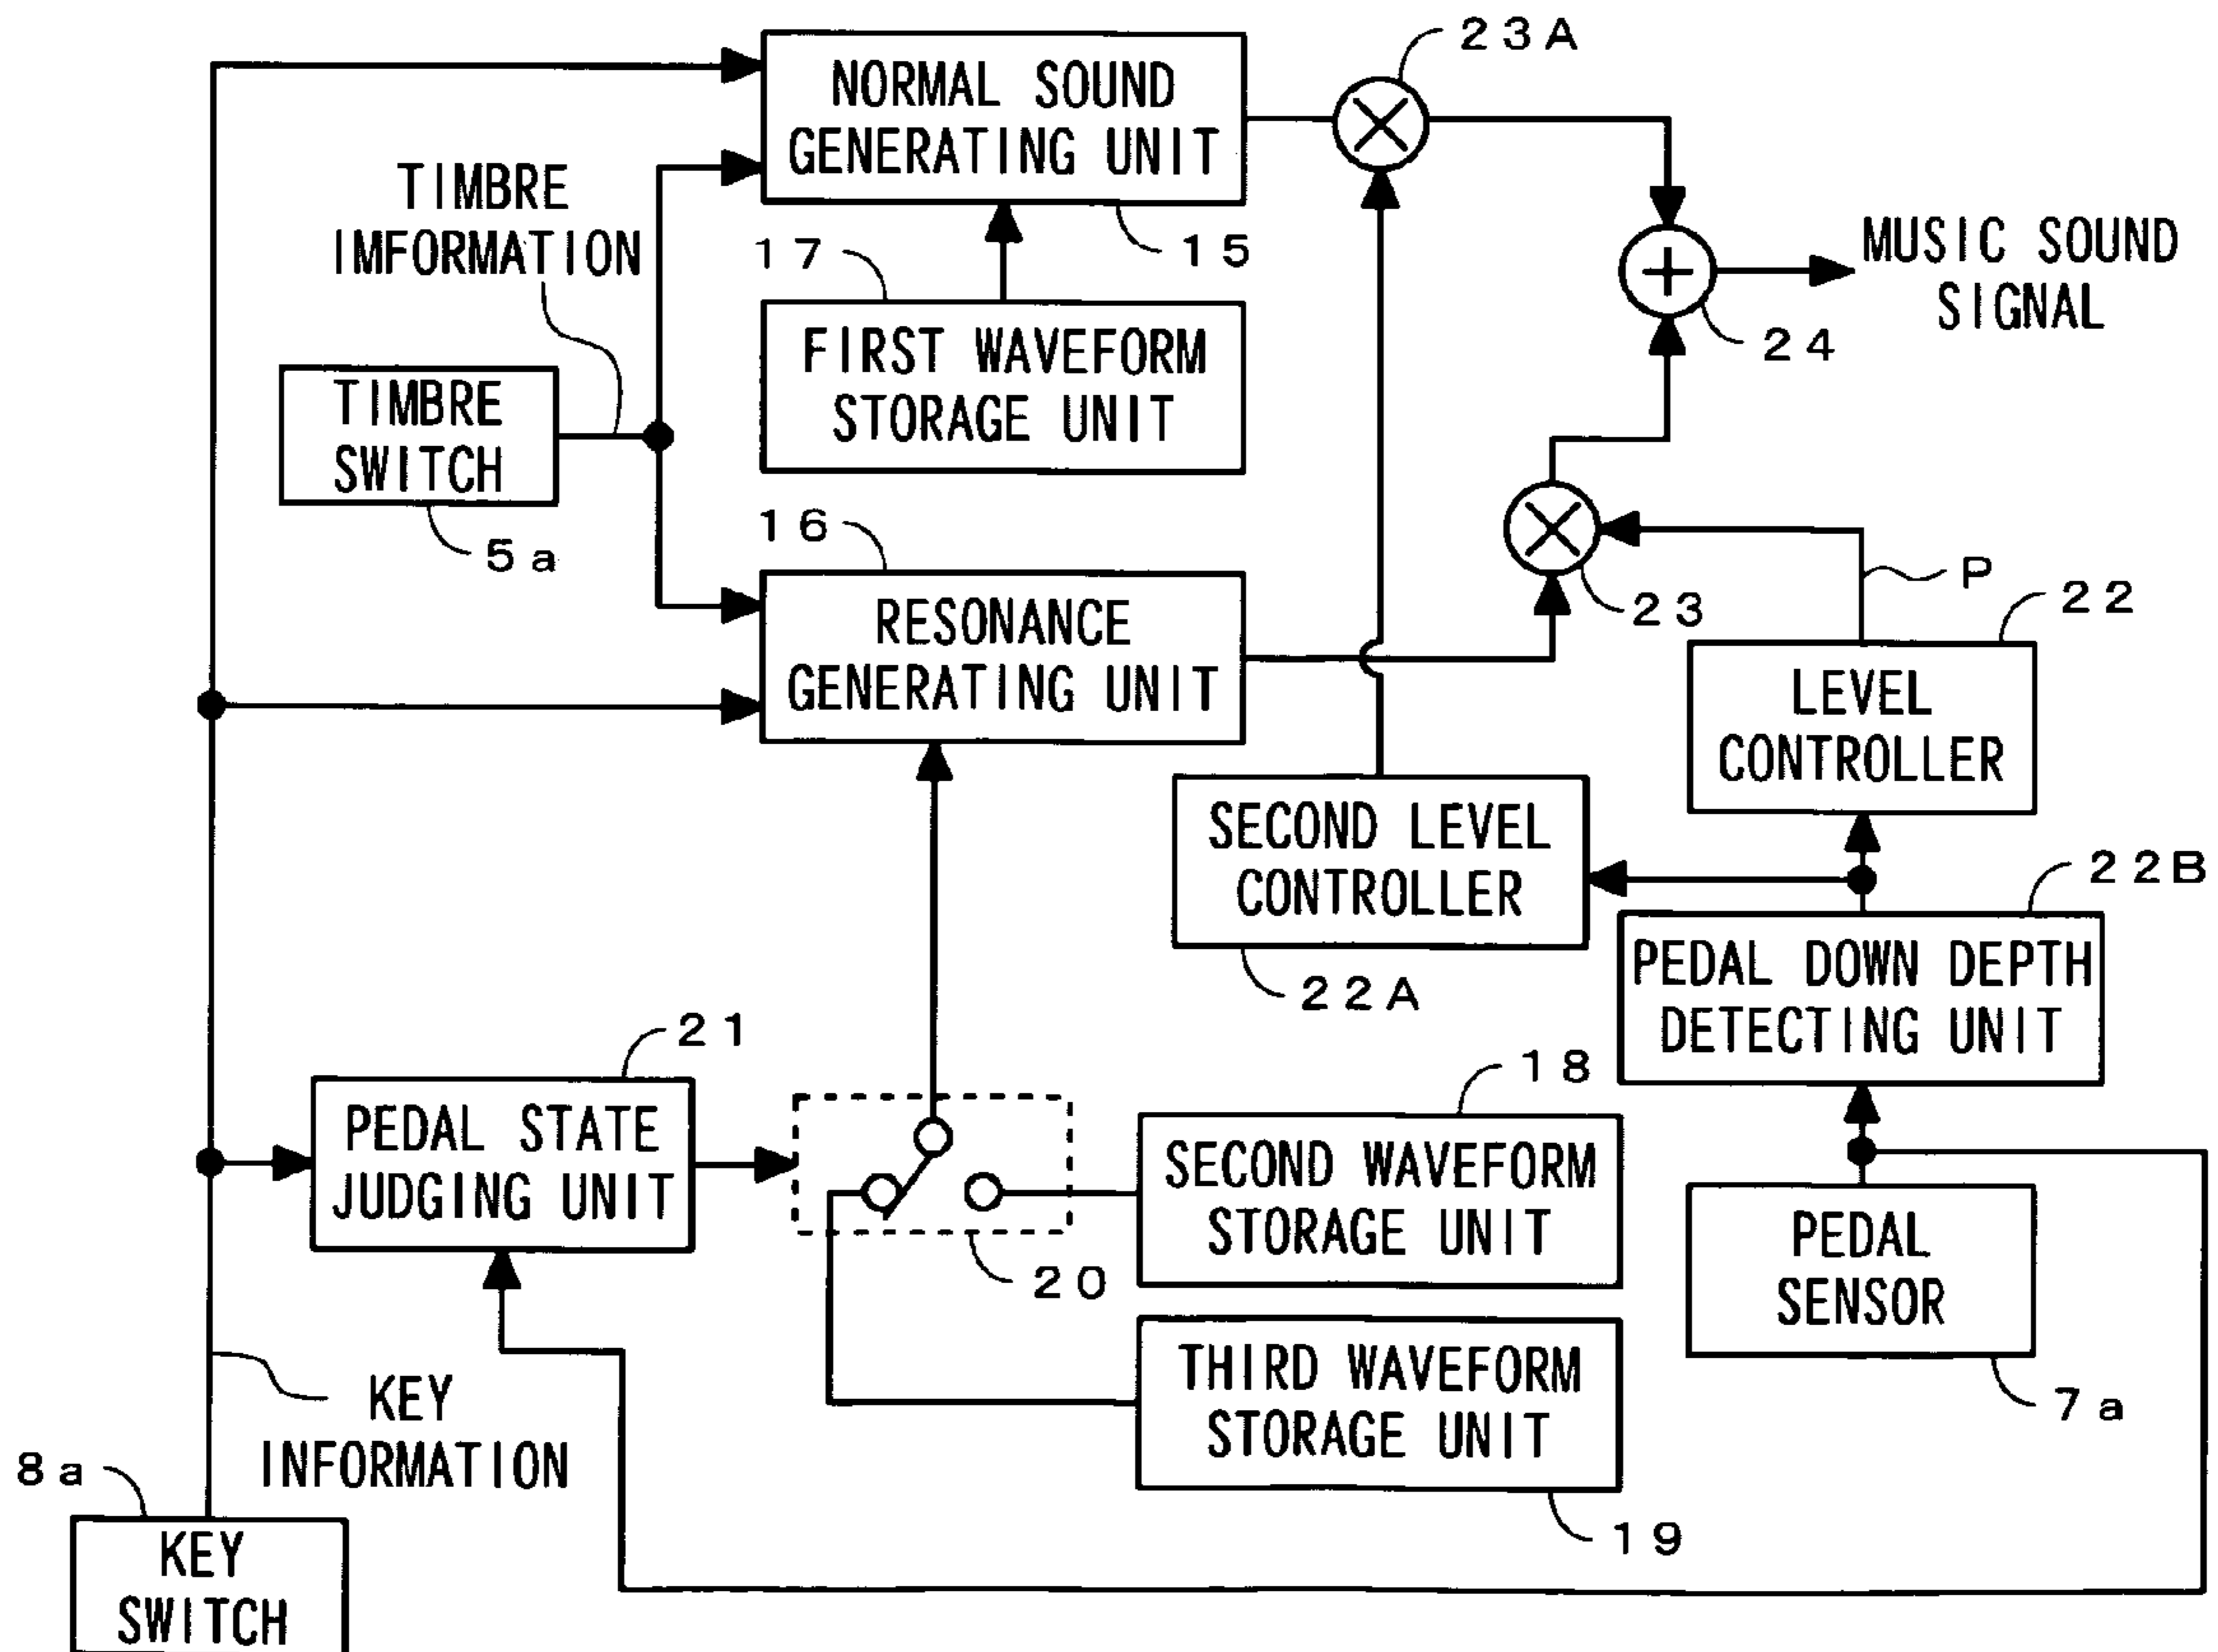 23A
NORMAL SOUND
GENERATING UNIT
TIMBRE
IMFORMATION
17
15
MUSIC SOUND
SIGNAL
24
FIRST WAVEFORM
STORAGE UNIT
TIMBRE
SWITCH
5a
16
P
22
23
RESONANCE
GENERATING UNIT
LEVEL
CONTROLLER
SECOND LEVEL
CONTROLLER
22B
22A
PEDAL DOWN DEPTH
DETECTING UNIT
21
18
PEDAL STATE
JUDGING UNIT
SECOND WAVEFORM
STORAGE UNIT
20
PEDAL
SENSOR
THIRD WAVEFORM
STORAGE UNIT
7a
KEY
INFORMATION
8a
19
KEY
SWITCH